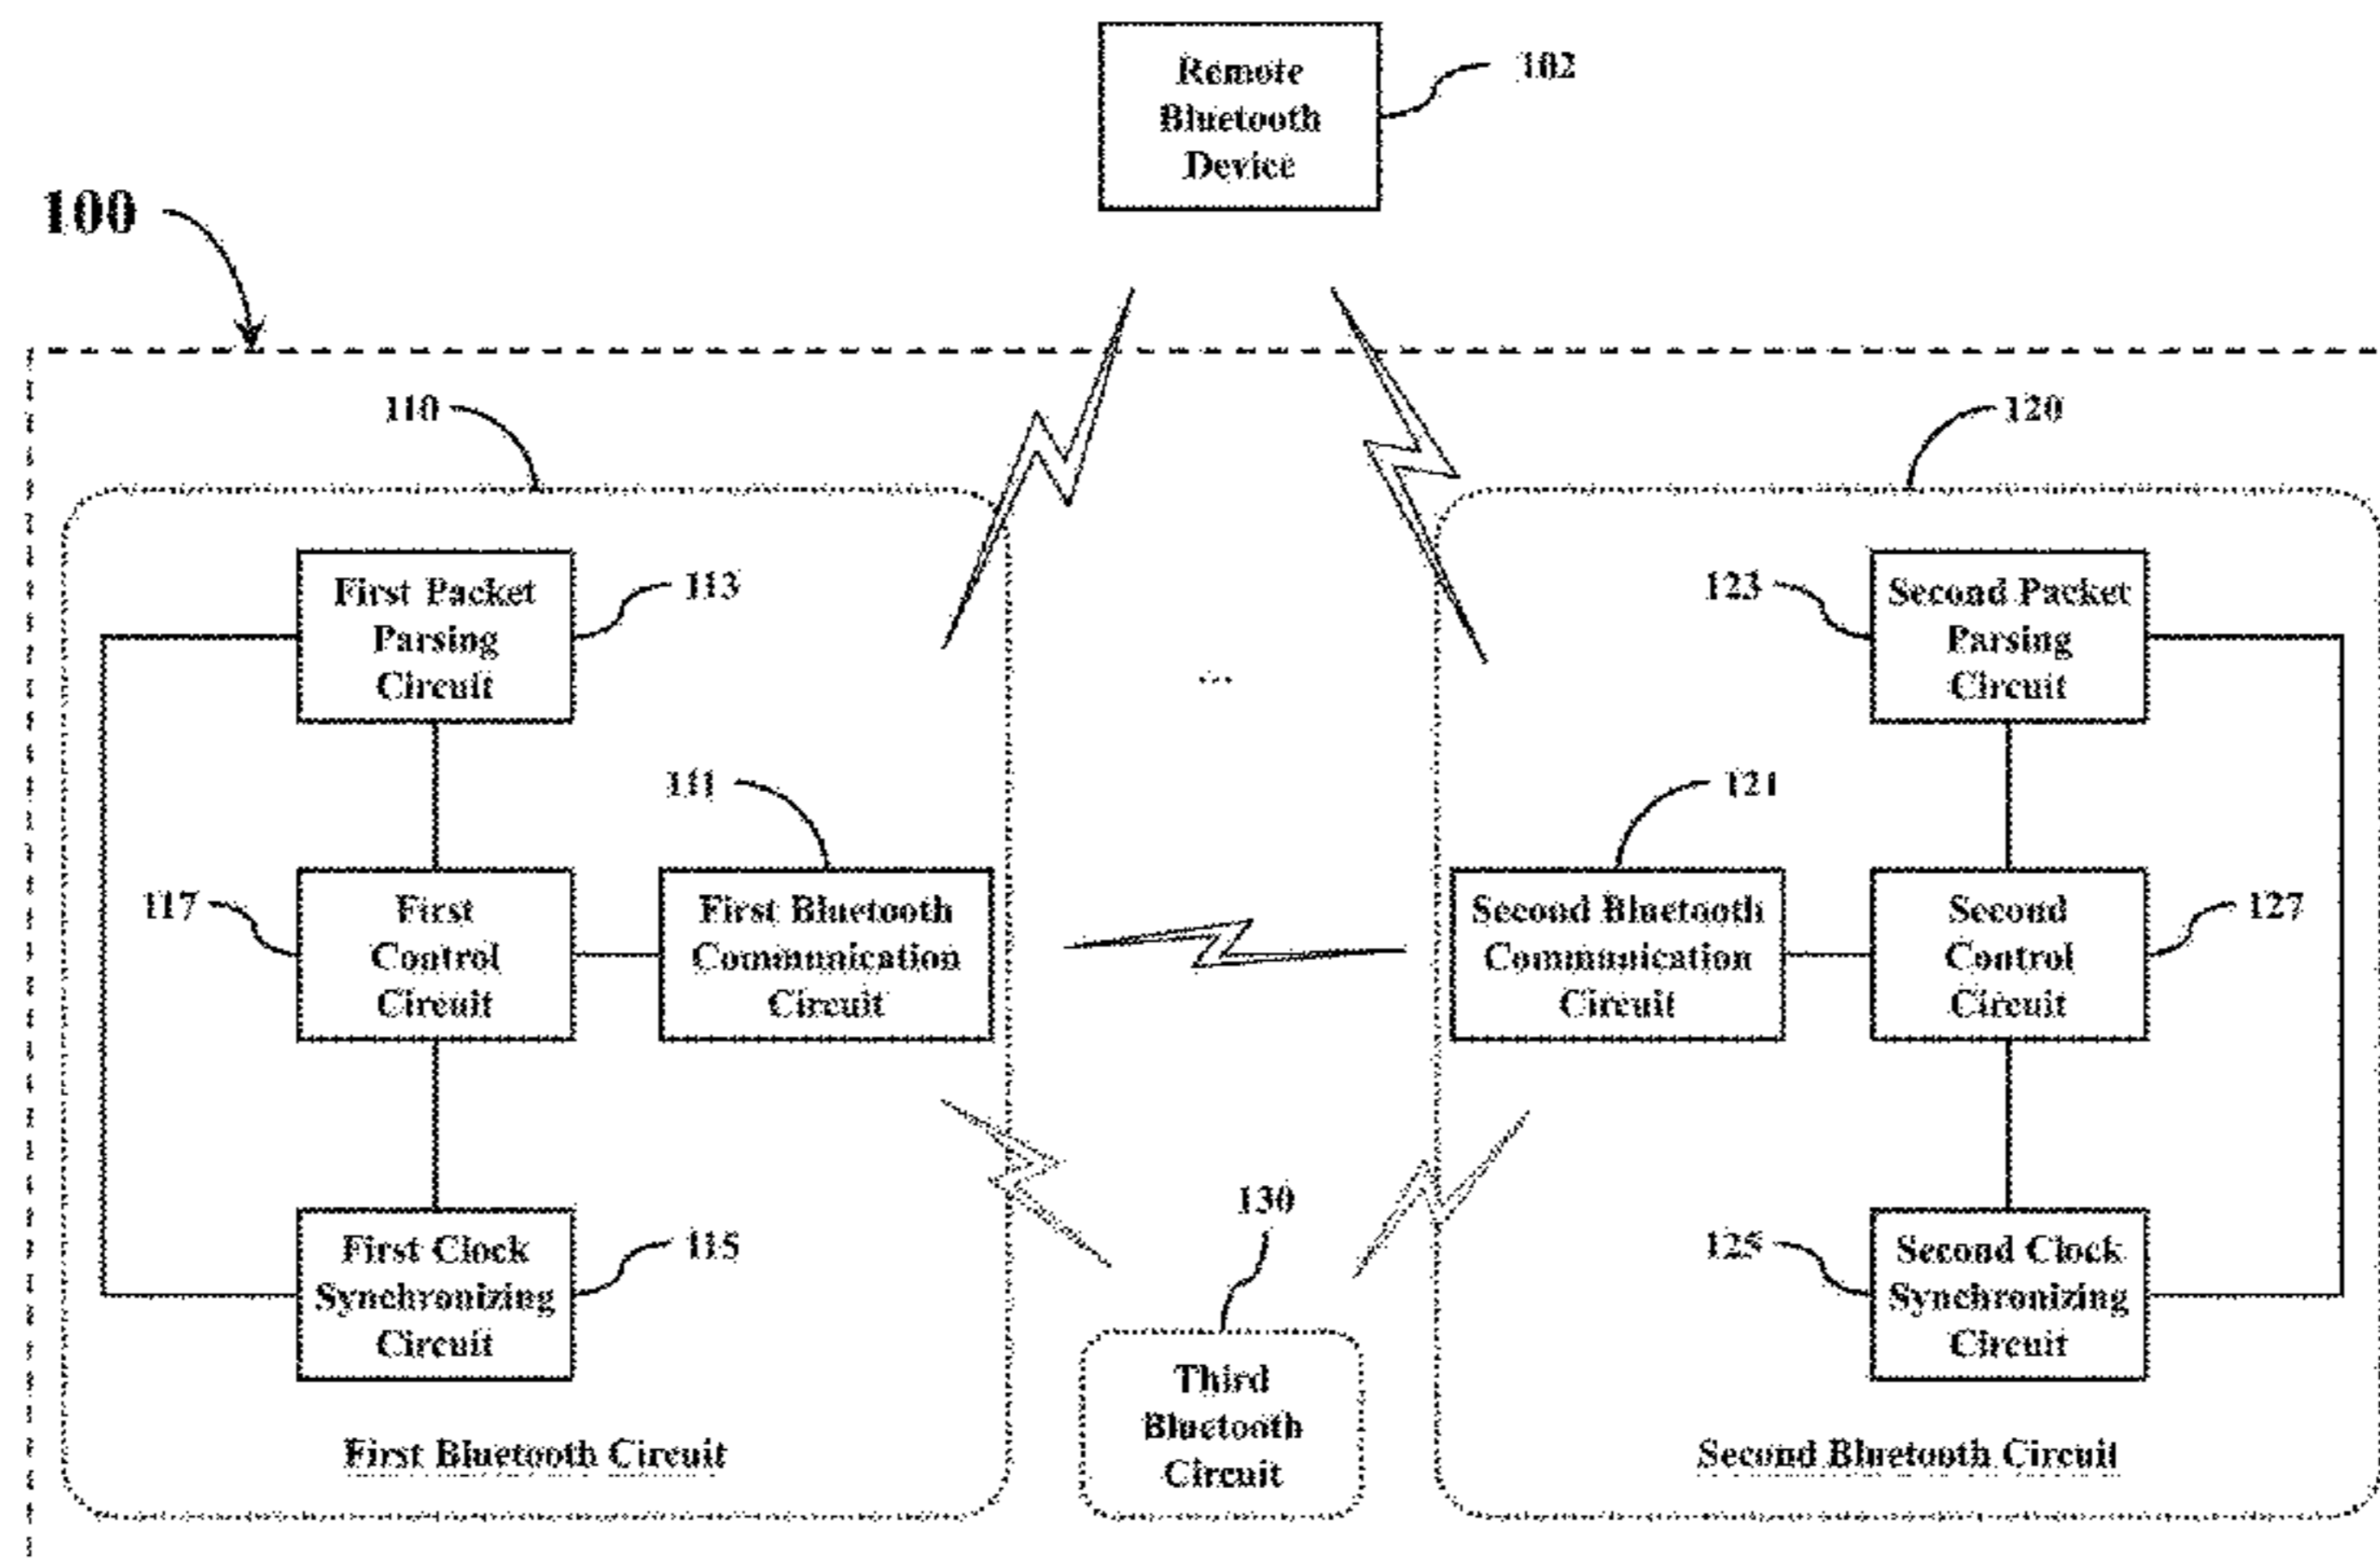 Remote
Bluetooth
Device
102
100
110
120
First Packet
Parsing
Circuit
113
123
Second Packet
Parsing
Circuit
...
111
121
117
First
Control
Circuit
First Bluetooth
Communication
Circuit
Second Bluetooth
Communication
Circuit
Second
Control
Circuit
127
130
First Clock
Synchronizing
Circuit
115
125
Second Clock
Synchronizing
Circuit
Third
Bluetooth
Circuit
First Bluetooth Circuit
Second Bluetooth Circuit